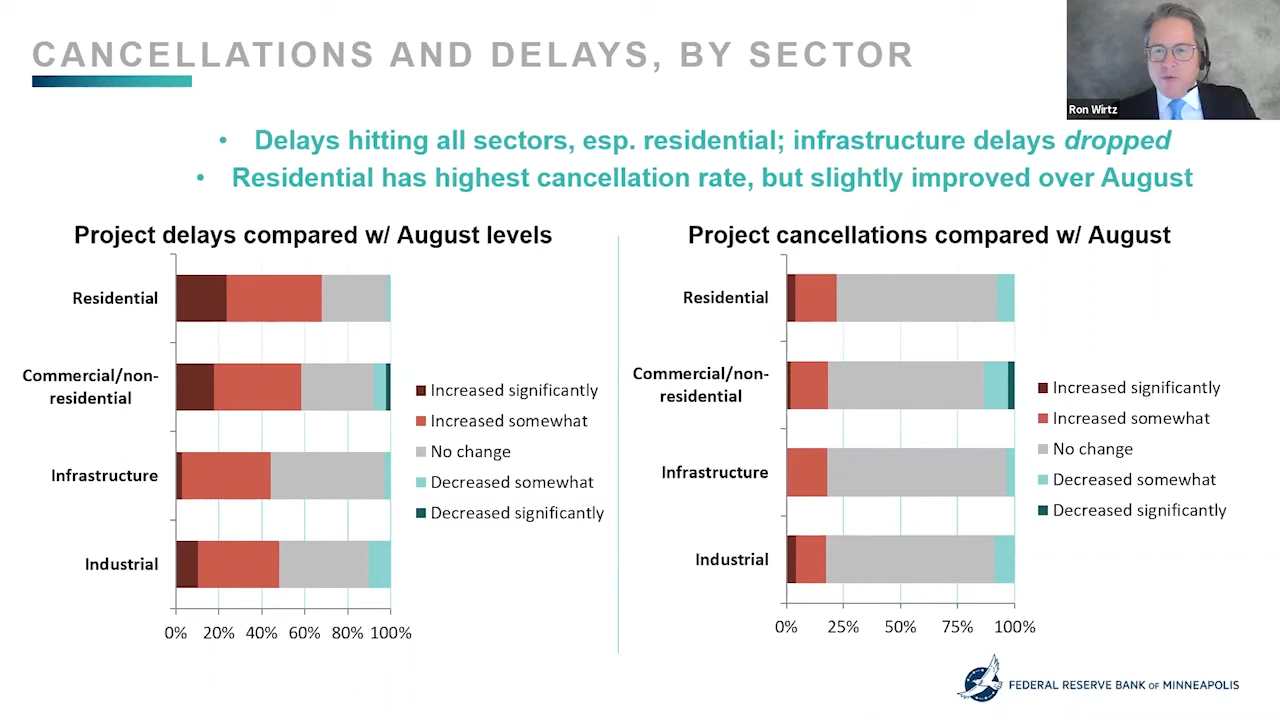 CANCELLATIONS AND DELAYS, BY SECTOR
Ron Wirtz
• Delays hitting all sectors, esp. residential; infrastructure delays dropped
• Residential has highest cancellation rate, but slightly improved over August
Project delays compared w/ August levels
Residential
Commercial/non-
residential
Infrastructure
Industrial
0% 20% 40% 60% 80% 100%
Increased significantly
Increased somewhat
No change
Decreased somewhat
Decreased significantly
Project cancellations compared w/ August
Residential
Commercial/non-
residential
Infrastructure
Industrial
0% 25% 50% 75% 100%
Increased significantly
Increased somewhat
No change
Decreased somewhat
Decreased significantly
FEDERAL RESERVE BANK OF MINNEAPOLIS